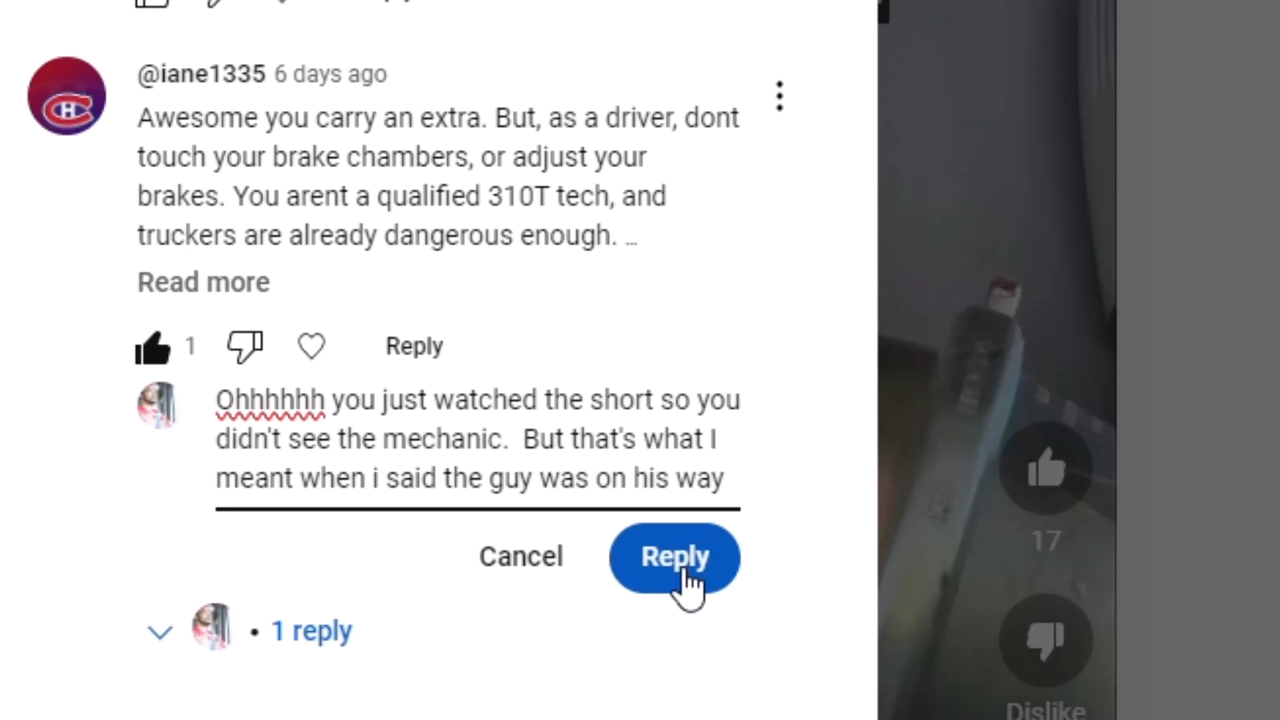 @iane1335 6 days ago
Awesome you carry an extra. But, as a driver, dont
touch your brake chambers, or adjust your
brakes. You arent a qualified 310T tech, and
truckers are already dangerous enough. ...
Read more
1
Reply
Ohhhhhh you just watched the short so you
didn't see the mechanic.  But that's what I
meant when i said the guy was on his way
Cancel
Reply
• 1 reply
17
Dislike